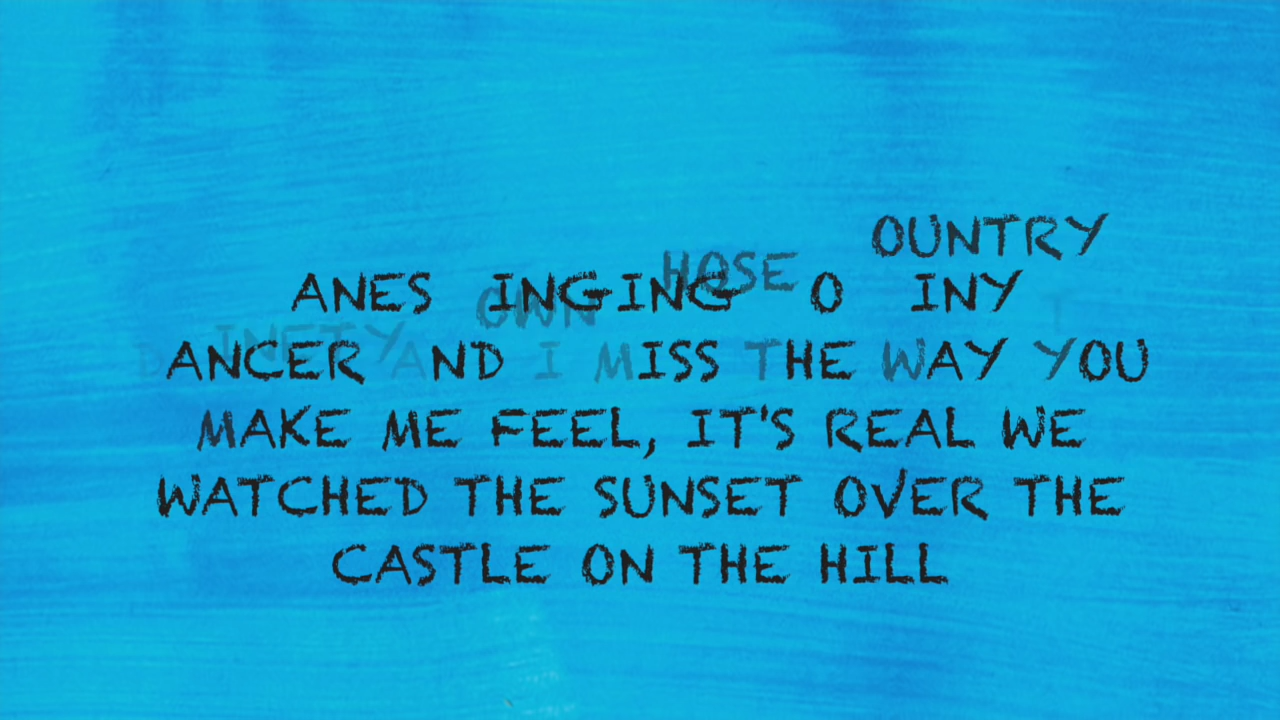 OUNTRY
HOSE
ANES INGING O INY
OWN
INETY
ANCER AND I MISS THE WAY YOU
MAKE ME FEEL, IT'S REAL WE
WATCHED THE SUNSET OVER THE
CASTLE ON THE HILL